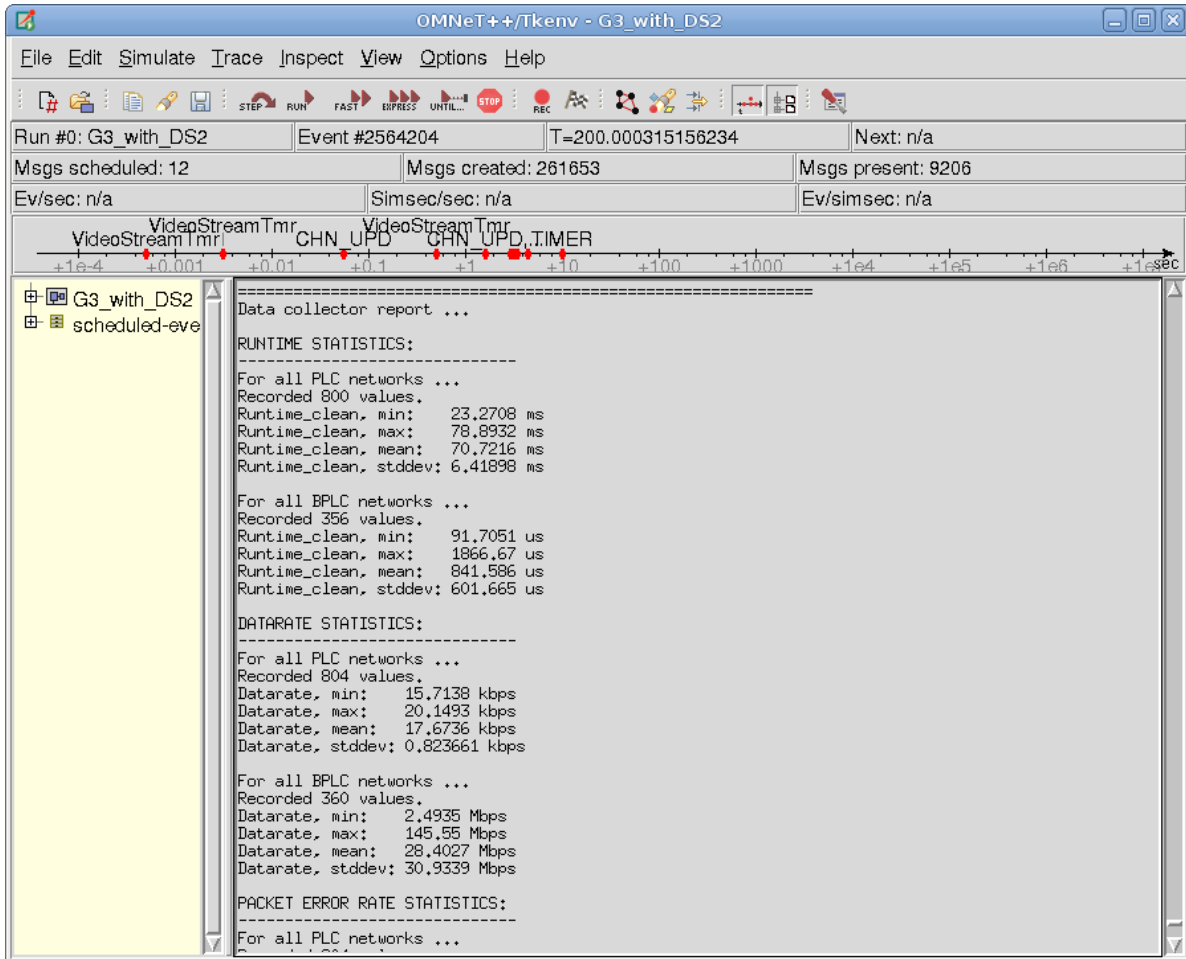 OMNeT++/Tkenv - G3_with_DS2
File Edit Simulate Trace Inspect View Options Help
STEP RUN FAST EXPRESS UNTIL... STOP REC
Run #0: G3_with_DS2 Event #2564204 T=200.000315156234 Next: n/a
Msgs scheduled: 12 Msgs created: 261653 Msgs present: 9206
Ev/sec: n/a Simsec/sec: n/a Ev/simsec: n/a
VideoStreamTmr VideoStreamTmr
VideoStreamTmr CHN_UPD CHN_UPD,.TIMER
+1e-4 +0.001 +0.01 +0.1 +1 +10 +100 +1000 +1e4 +1e5 +1e6 sec
G3_with_DS2
scheduled-eve
==============================================================
Data collector report ...
RUNTIME STATISTICS:
------------------------------
For all PLC networks ...
Recorded 800 values.
Runtime_clean, min: 23.2708 ms
Runtime_clean, max: 78.8932 ms
Runtime_clean, mean: 70.7216 ms
Runtime_clean, stddev: 6.41898 ms
For all BPLC networks ...
Recorded 356 values.
Runtime_clean, min: 91.7051 us
Runtime_clean, max: 1866.67 us
Runtime_clean, mean: 841.586 us
Runtime_clean, stddev: 601.665 us
DATARATE STATISTICS:
------------------------------
For all PLC networks ...
Recorded 804 values.
Datarate, min: 15.7138 kbps
Datarate, max: 20.1493 kbps
Datarate, mean: 17.6736 kbps
Datarate, stddev: 0.823661 kbps
For all BPLC networks ...
Recorded 360 values.
Datarate, min: 2.4935 Mbps
Datarate, max: 145.55 Mbps
Datarate, mean: 28.4027 Mbps
Datarate, stddev: 30.9339 Mbps
PACKET ERROR RATE STATISTICS:
------------------------------
For all PLC networks ...